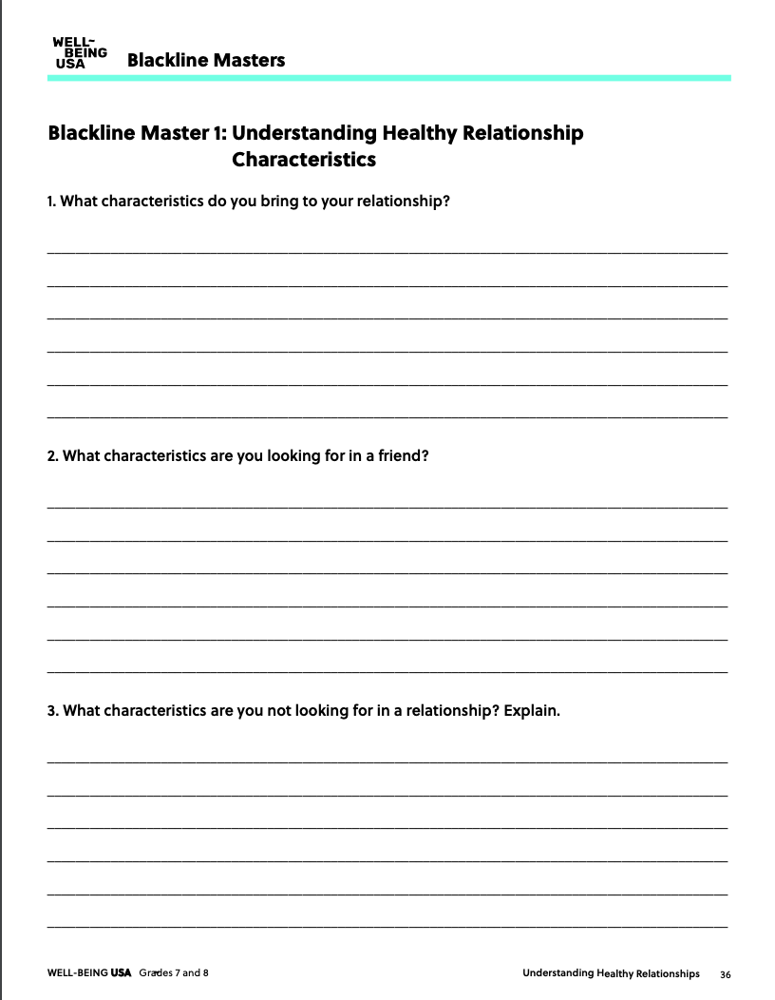 WELL-
BEING
USA
Blackline Masters
Blackline Master 1: Understanding Healthy Relationship
Characteristics
1. What characteristics do you bring to your relationship?
2. What characteristics are you looking for in a friend?
3. What characteristics are you not looking for in a relationship? Explain.
WELL-BEING USA Grades 7 and 8 Understanding Healthy Relationships 36